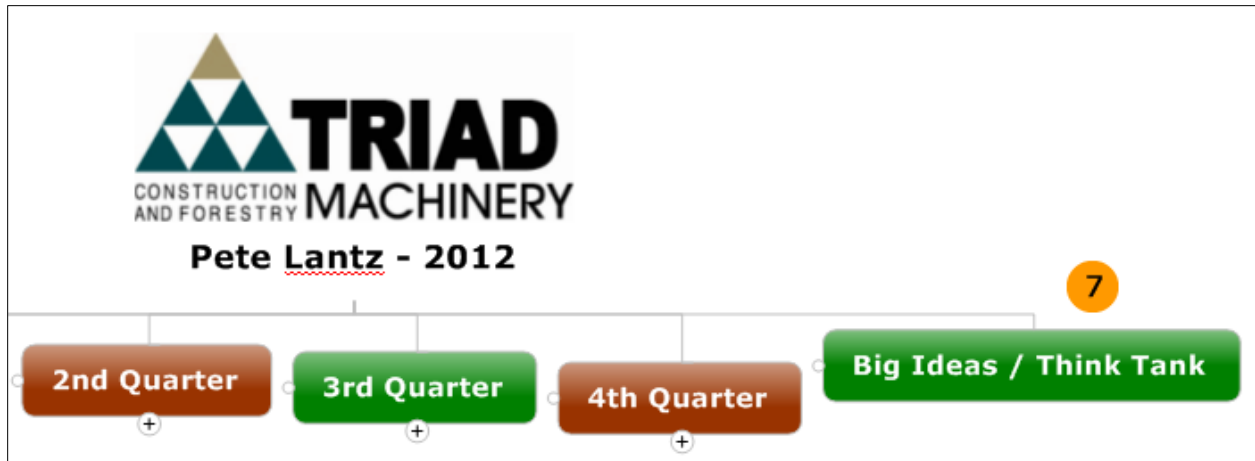 TRIAD
CONSTRUCTION
AND FORESTRY
MACHINERY
Pete Lantz - 2012
7
2nd Quarter
3rd Quarter
4th Quarter
Big Ideas / Think Tank